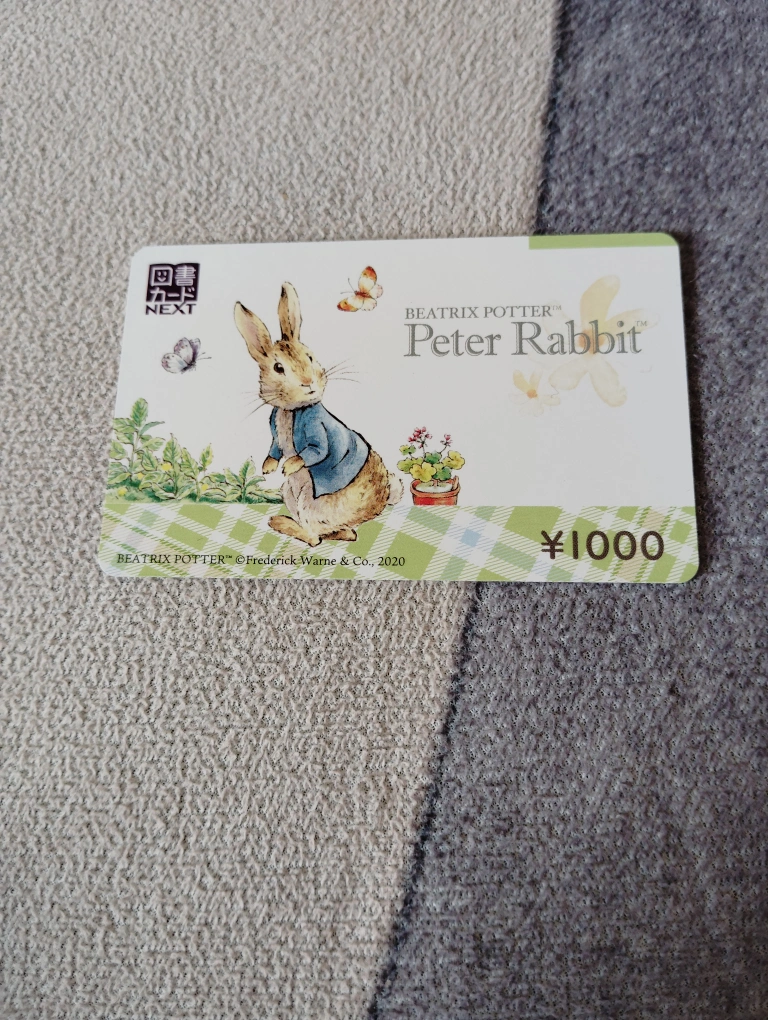 図書
カード
NEXT
BEATRIX POTTER™
Peter Rabbit™
¥1000
BEATRIX POTTER™ ©Frederick Warne & Co., 2020